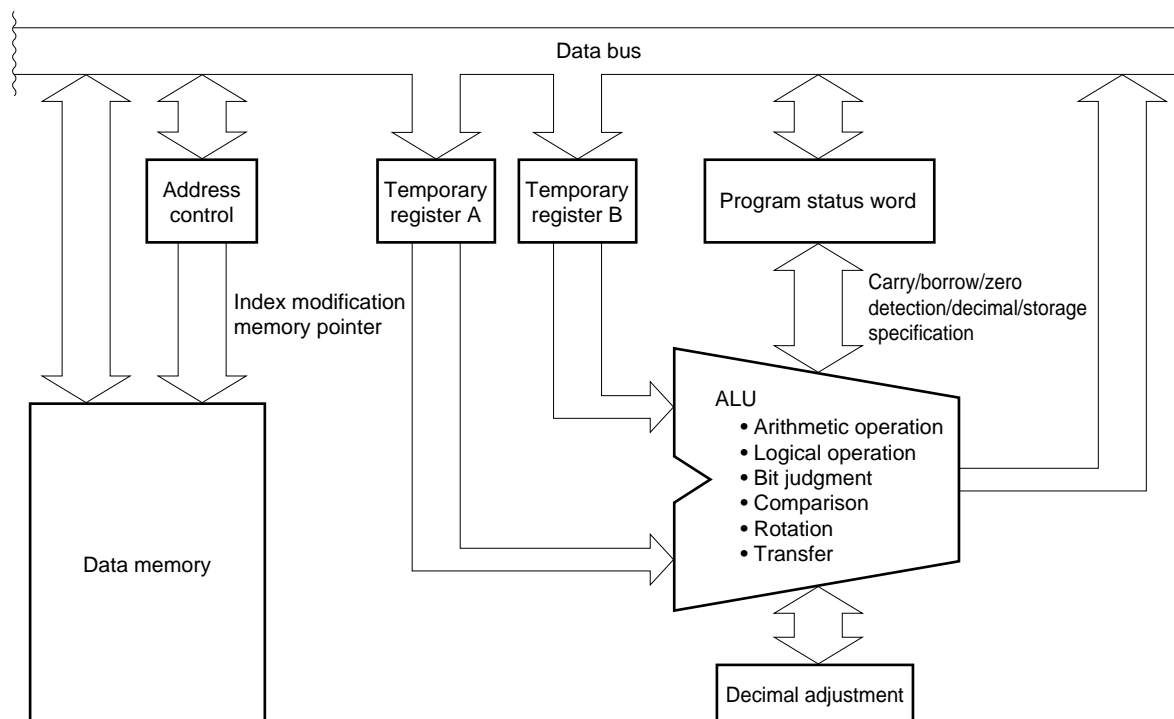 Data bus
Address
control
Temporary
register A
Temporary
register B
Program status word
Index modification
memory pointer
Carry/borrow/zero
detection/decimal/storage
specification
ALU
• Arithmetic operation
• Logical operation
• Bit judgment
• Comparison
• Rotation
• Transfer
Data memory
Decimal adjustment